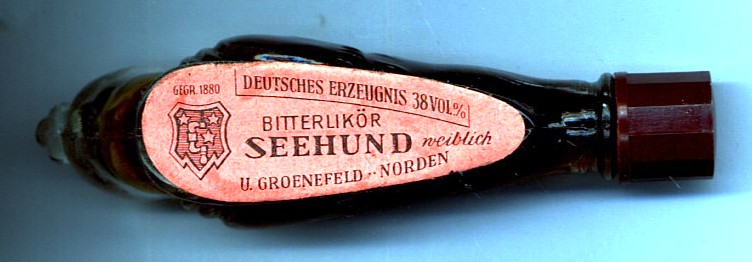 GEGR. 1880
DEUTSCHES ERZEUGNIS 38 VOL%
BITTERLIKÖR
SEEHUND weiblich
U. GROENEFELD·· NORDEN